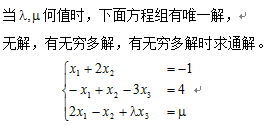 当λ,μ何值时，下面方程组有唯一解，↵
无解，有无穷多解，有无穷多解时求通解。
x₁ + 2x₂ = -1
-x₁ + x₂ - 3x₃ = 4 ↵
2x₁ - x₂ + λx₃ = μ